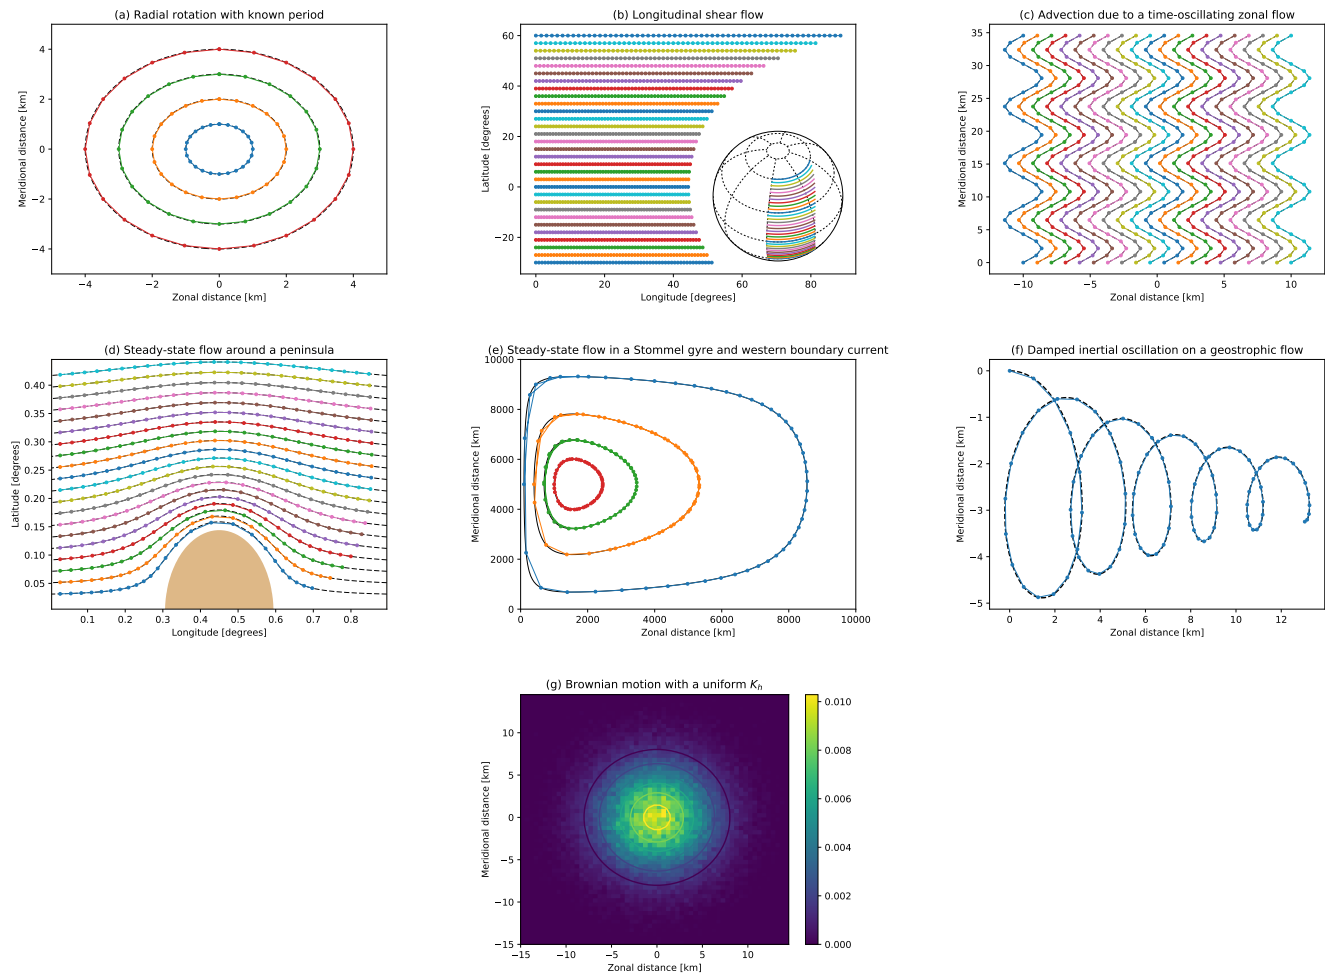 (a) Radial rotation with known period
4
2
0
−2
−4
Meridional distance [km]
−4 −2 0 2 4
Zonal distance [km]
(b) Longitudinal shear flow
60
40
20
0
−20
Latitude [degrees]
0 20 40 60 80
Longitude [degrees]
(c) Advection due to a time-oscillating zonal flow
35
30
25
20
15
10
5
0
Meridional distance [km]
−10 −5 0 5 10
Zonal distance [km]
(d) Steady-state flow around a peninsula
0.40
0.35
0.30
0.25
0.20
0.15
0.10
0.05
Latitude [degrees]
0.1 0.2 0.3 0.4 0.5 0.6 0.7 0.8
Longitude [degrees]
(e) Steady-state flow in a Stommel gyre and western boundary current
10000
8000
6000
4000
2000
0
Meridional distance [km]
0 2000 4000 6000 8000 10000
Zonal distance [km]
(f) Damped inertial oscillation on a geostrophic flow
0
−1
−2
−3
−4
−5
Meridional distance [km]
0 2 4 6 8 10 12
Zonal distance [km]
(g) Brownian motion with a uniform K_h
10
5
0
−5
−10
−15
Meridional distance [km]
−15 −10 −5 0 5 10
Zonal distance [km]
0.010
0.008
0.006
0.004
0.002
0.000